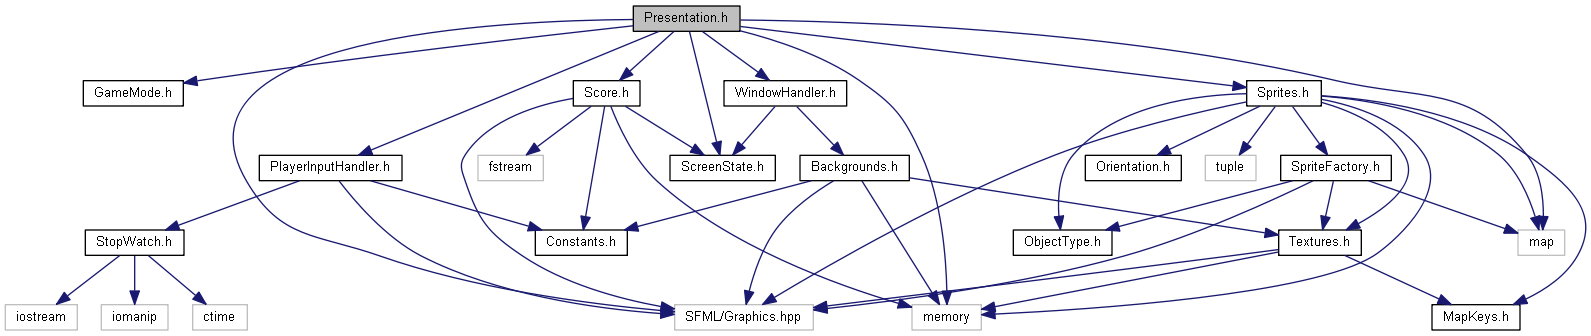 Presentation.h
GameMode.h
Score.h
WindowHandler.h
Sprites.h
PlayerInputHandler.h
fstream
ScreenState.h
Backgrounds.h
Orientation.h
tuple
SpriteFactory.h
StopWatch.h
Constants.h
ObjectType.h
Textures.h
map
iostream
iomanip
ctime
SFML/Graphics.hpp
memory
MapKeys.h